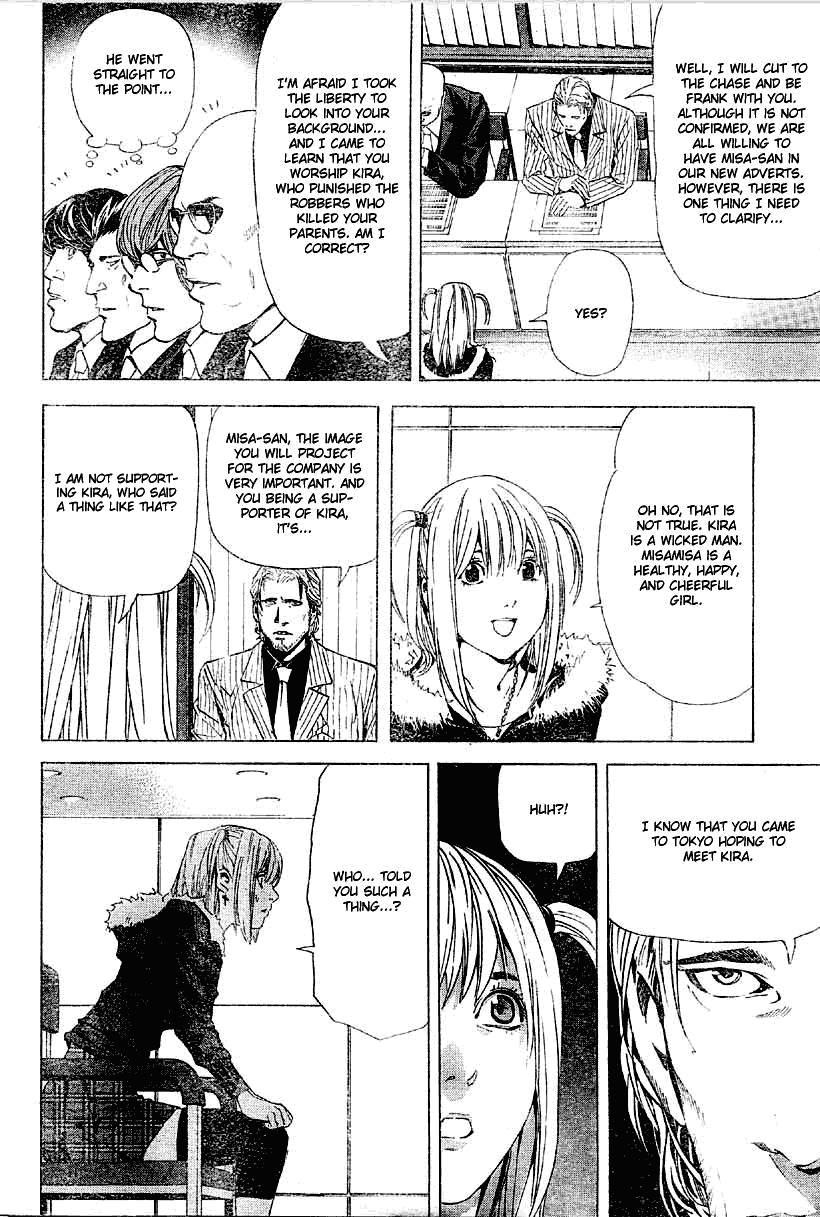 WELL, I WILL CUT TO
THE CHASE AND BE
FRANK WITH YOU.
ALTHOUGH IT IS NOT
CONFIRMED, WE ARE
ALL WILLING TO
HAVE MISA-SAN IN
OUR NEW ADVERTS.
HOWEVER, THERE IS
ONE THING I NEED
TO CLARIFY...
YES?
I'M AFRAID I TOOK
THE LIBERTY TO
LOOK INTO YOUR
BACKGROUND...
AND I CAME TO
LEARN THAT YOU
WORSHIP KIRA,
WHO PUNISHED THE
ROBBERS WHO
KILLED YOUR
PARENTS. AM I
CORRECT?
HE WENT
STRAIGHT TO
THE POINT...
OH NO, THAT IS
NOT TRUE. KIRA
IS A WICKED MAN.
MISAMISA IS A
HEALTHY, HAPPY,
AND CHEERFUL
GIRL.
MISA-SAN, THE IMAGE
YOU WILL PROJECT
FOR THE COMPANY IS
VERY IMPORTANT. AND
YOU BEING A SUP-
PORTER OF KIRA,
IT'S...
I AM NOT SUPPORT-
ING KIRA, WHO SAID
A THING LIKE THAT?
I KNOW THAT YOU CAME
TO TOKYO HOPING TO
MEET KIRA.
HUH?!
WHO... TOLD
YOU SUCH A
THING...?